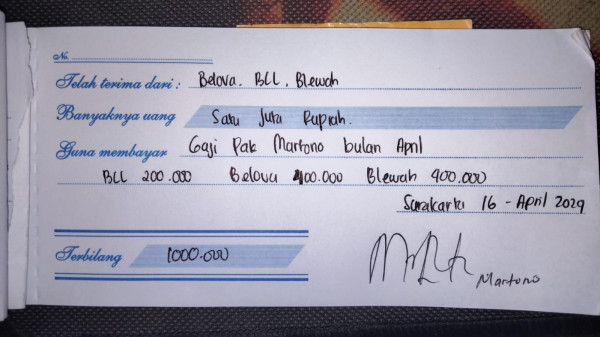 No.
Telah terima dari : Belova. BLL. Blewah
Banyaknya uang Satu Juta Rupiah.
Guna membayar Gaji Pak Martono bulan April
BLL 200.000 Belova 400.000 Blewah 400.000
Surakarta 16 - April 2029
Terbilang 1000.000
Martono